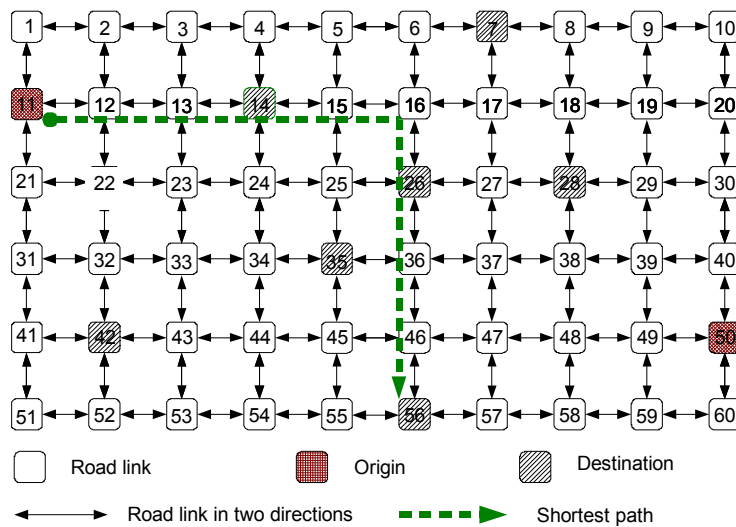 1 2 3 4 5 6 7 8 9 10
11 12 13 14 15 16 17 18 19 20
21 22 23 24 25 26 27 28 29 30
31 32 33 34 35 36 37 38 39 40
41 42 43 44 45 46 47 48 49 50
51 52 53 54 55 56 57 58 59 60
Road link Origin Destination
Road link in two directions Shortest path